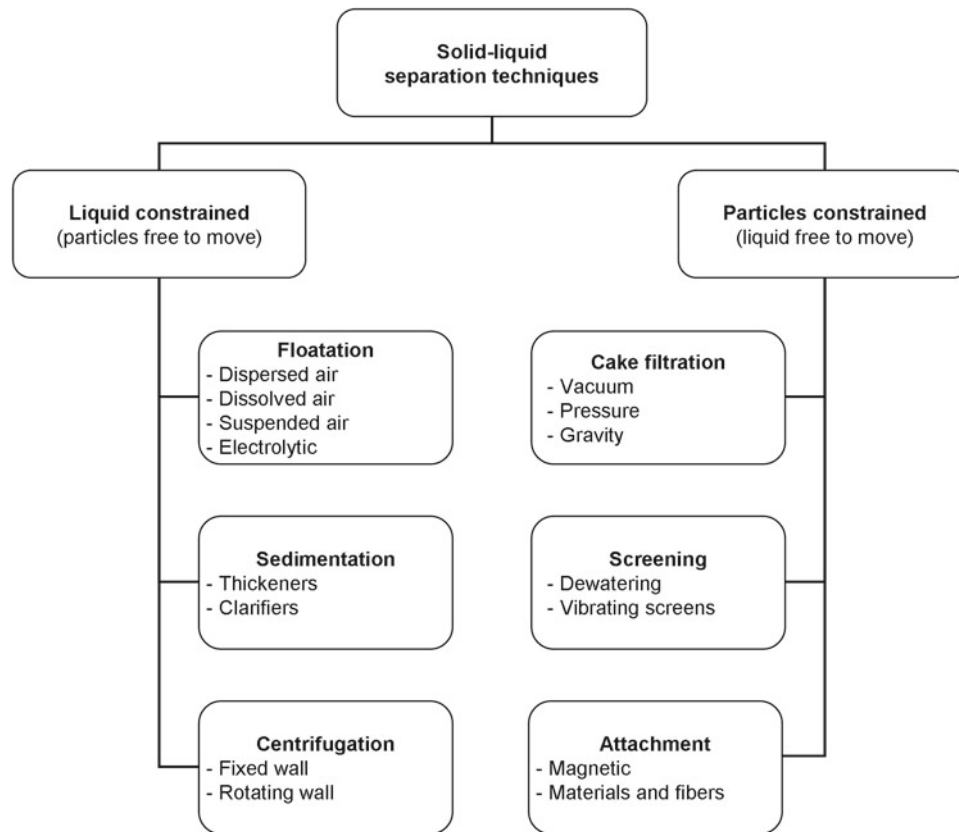 Solid-liquid
separation techniques
Liquid constrained
(particles free to move)
Particles constrained
(liquid free to move)
Floatation
- Dispersed air
- Dissolved air
- Suspended air
- Electrolytic
Cake filtration
- Vacuum
- Pressure
- Gravity
Sedimentation
- Thickeners
- Clarifiers
Screening
- Dewatering
- Vibrating screens
Centrifugation
- Fixed wall
- Rotating wall
Attachment
- Magnetic
- Materials and fibers